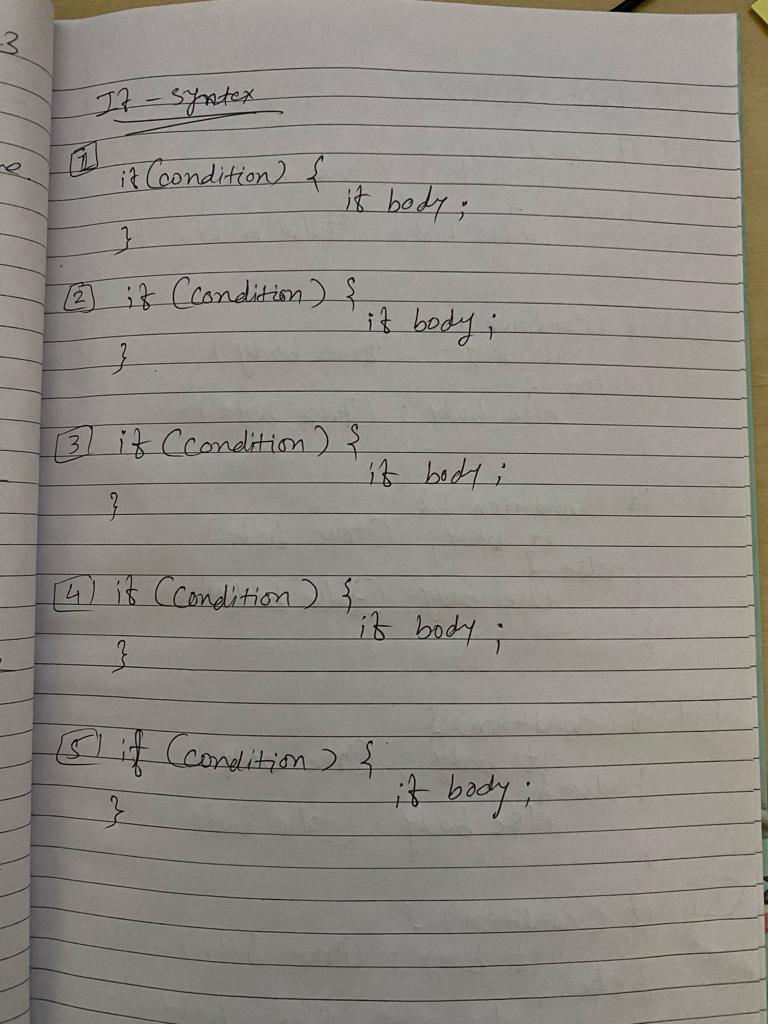 3
If - Syntex
1
if (condition) {
if body ;
}
2 if (condition) {
if body ;
}
3 if (condition) {
if body ;
}
4 if (condition) {
if body ;
}
5 if (condition) {
if body ;
}